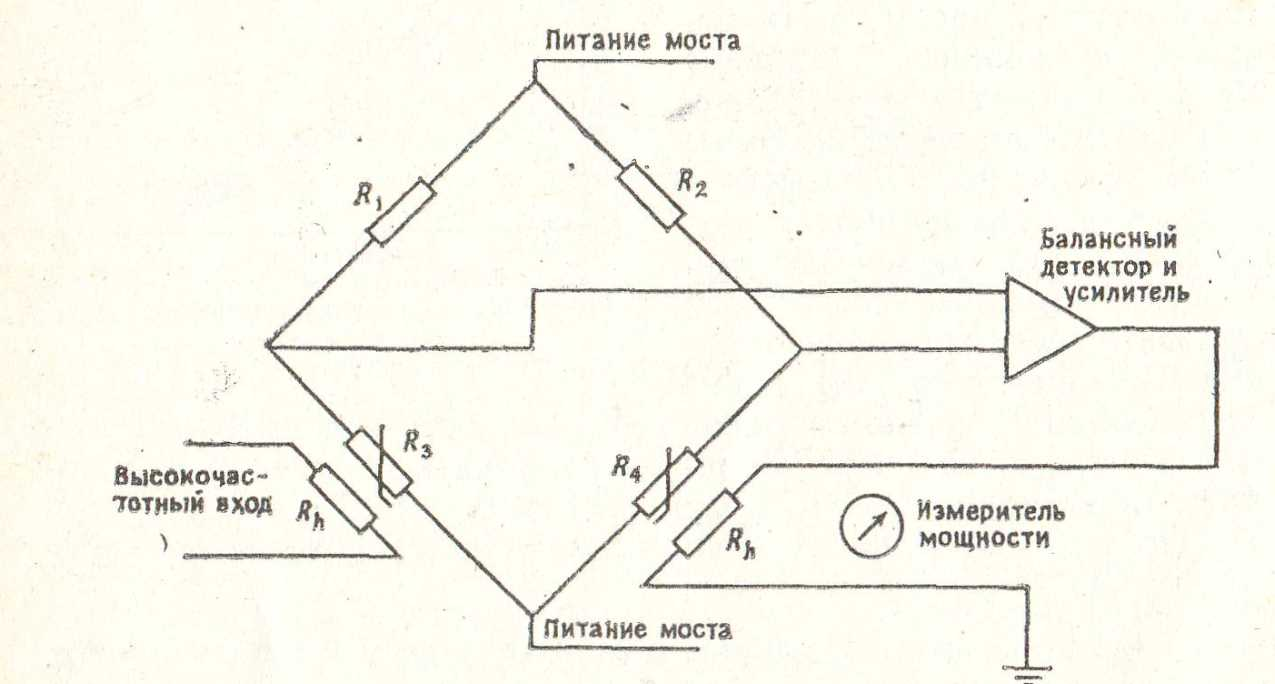 Питание моста
R1
R2
Балансный
детектор и
усилитель
R3
R4
Высокочас-
тотный вход
Rh
Rh
Измеритель
мощности
Питание моста